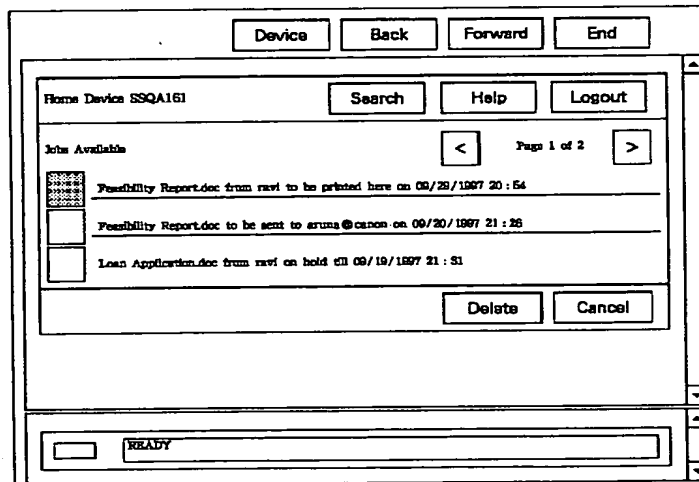 Device Back Forward End
Home Device SSQA161 Search Help Logout
Jobs Available < Page 1 of 2 >
Feasibility Report.doc from ravi to be printed here on 09/29/1997 20:54
Feasibility Report.doc to be sent to aruna@canon on 09/20/1997 21:26
Loan Application.doc from ravi on hold till 09/19/1997 21:31
Delete Cancel
READY